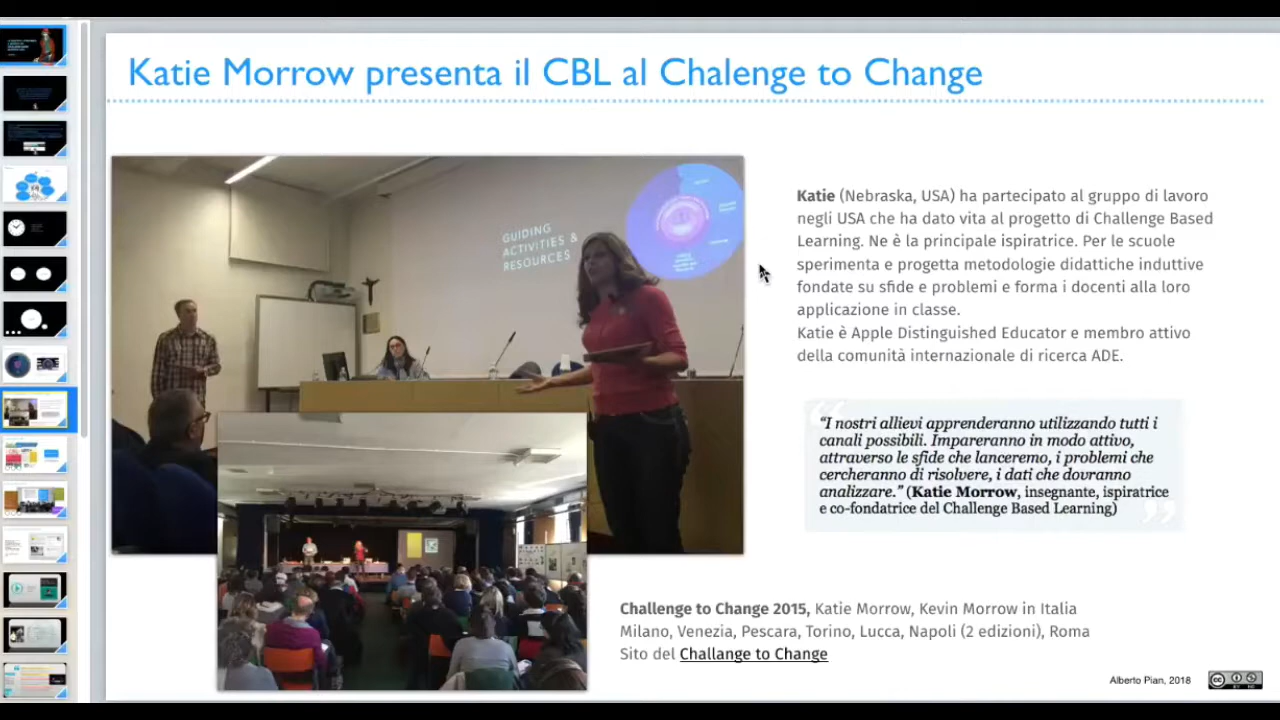 Katie Morrow presenta il CBL al Chalenge to Change
GUIDING
ACTIVITIES &
RESOURCES
Katie (Nebraska, USA) ha partecipato al gruppo di lavoro
negli USA che ha dato vita al progetto di Challenge Based
Learning. Ne è la principale ispiratrice. Per le scuole
sperimenta e progetta metodologie didattiche induttive
fondate su sfide e problemi e forma i docenti alla loro
applicazione in classe.
Katie è Apple Distinguished Educator e membro attivo
della comunità internazionale di ricerca ADE.
“I nostri allievi apprenderanno utilizzando tutti i
canali possibili. Impareranno in modo attivo,
attraverso le sfide che lanceremo, i problemi che
cercheranno di risolvere, i dati che dovranno
analizzare.” (Katie Morrow, insegnante, ispiratrice
e co-fondatrice del Challenge Based Learning)
Challenge to Change 2015, Katie Morrow, Kevin Morrow in Italia
Milano, Venezia, Pescara, Torino, Lucca, Napoli (2 edizioni), Roma
Sito del Challange to Change
Alberto Pian, 2018